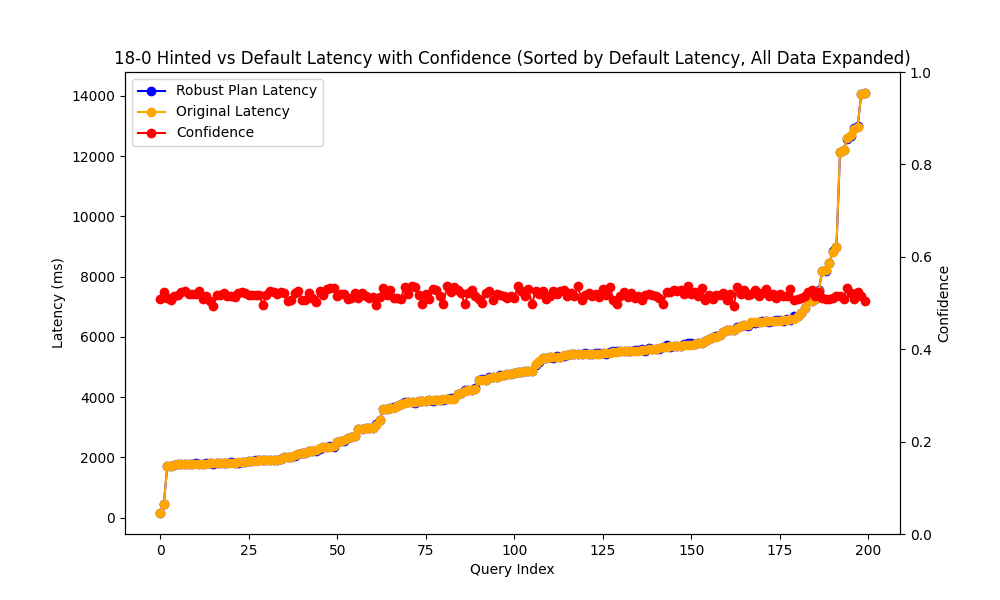 18-0 Hinted vs Default Latency with Confidence (Sorted by Default Latency, All Data Expanded)
Robust Plan Latency
Original Latency
Confidence
14000
12000
10000
8000
6000
4000
2000
0
Latency (ms)
1.0
0.8
0.6
0.4
0.2
0.0
Confidence
0 25 50 75 100 125 150 175 200
Query Index